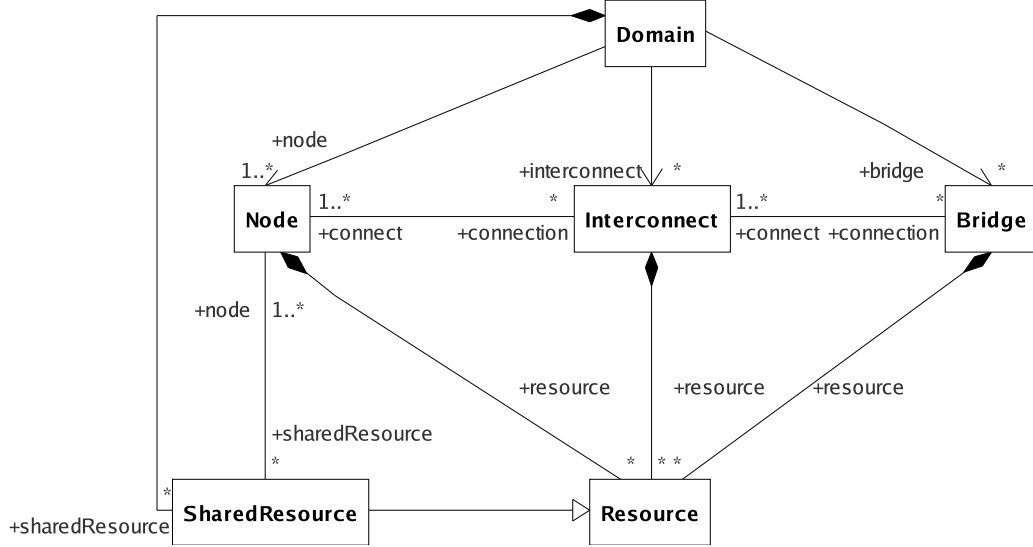 Domain
+node
1..*
+interconnect
*
+bridge
*
Node
1..*
+connect
*
+connection
Interconnect
1..*
+connect
*
+connection
Bridge
+node
1..*
+resource
+resource
+resource
+sharedResource
*
*
*
*
*
+sharedResource
SharedResource
Resource